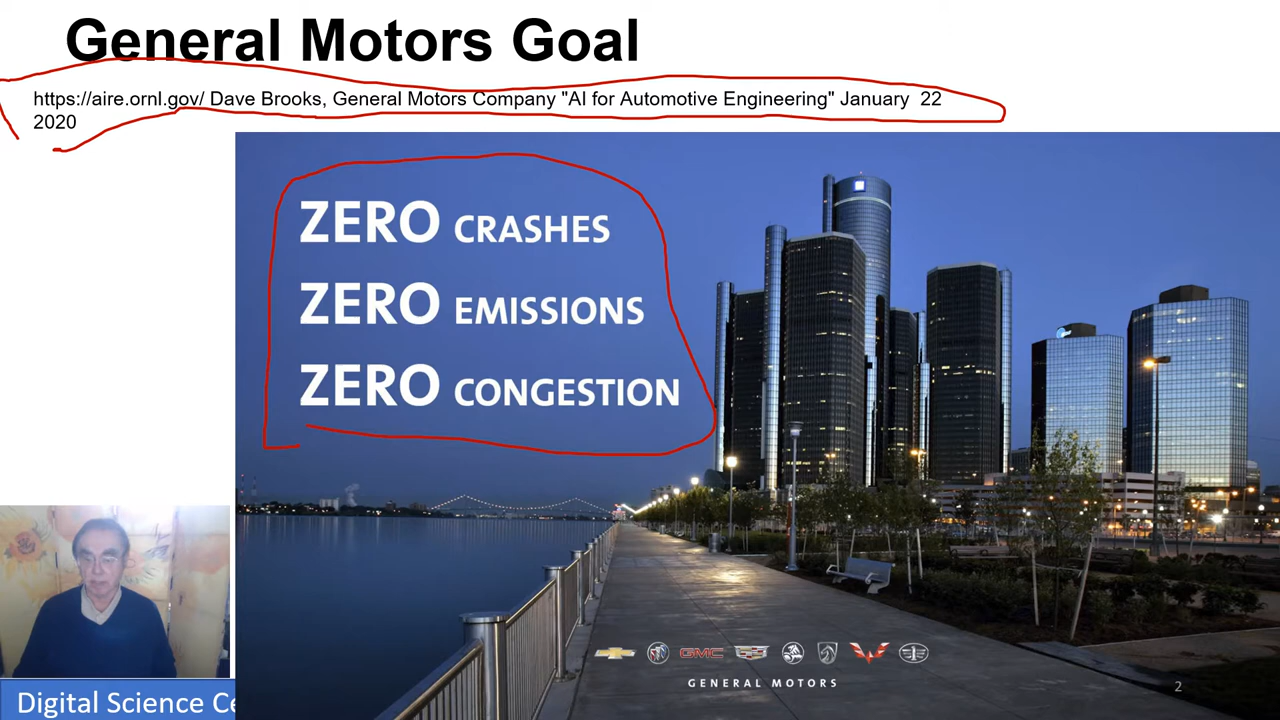 General Motors Goal
https://aire.ornl.gov/ Dave Brooks, General Motors Company "AI for Automotive Engineering" January  22
2020
ZERO CRASHES
ZERO EMISSIONS
ZERO CONGESTION
GMC
GENERAL MOTORS
2
Digital Science Ce